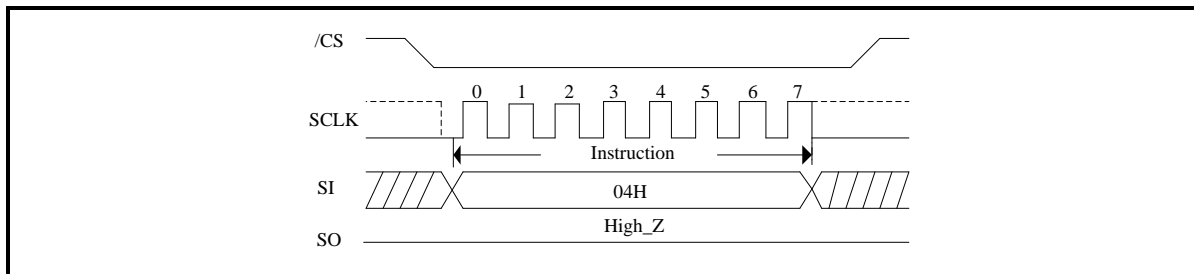 /CS
0 1 2 3 4 5 6 7
SCLK
Instruction
SI
04H
High_Z
SO